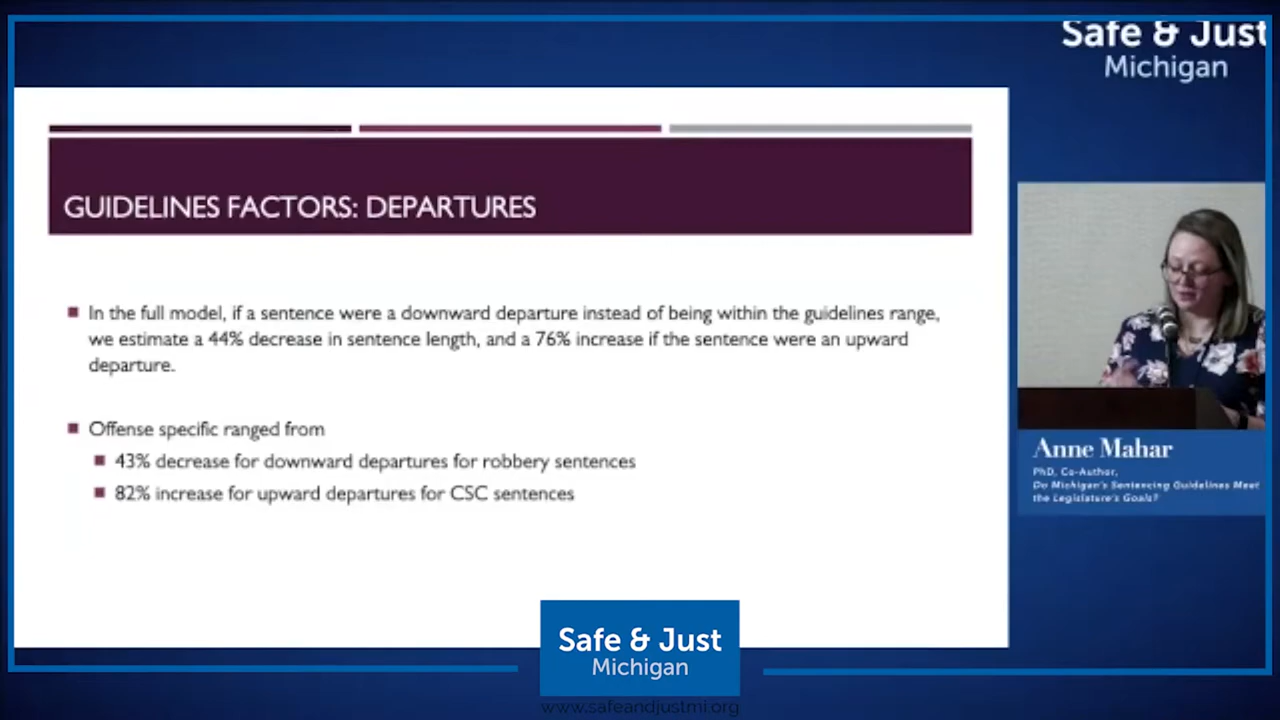 Safe & Just
Michigan
GUIDELINES FACTORS: DEPARTURES
In the full model, if a sentence were a downward departure instead of being within the guidelines range,
we estimate a 44% decrease in sentence length, and a 76% increase if the sentence were an upward
departure.
Offense specific ranged from
43% decrease for downward departures for robbery sentences
82% increase for upward departures for CSC sentences
Anne Mahar
PhD, Co-Author,
Do Michigan's Sentencing Guidelines Meet
the Legislature's Goals?
Safe & Just
Michigan
www.safeandjustmi.org